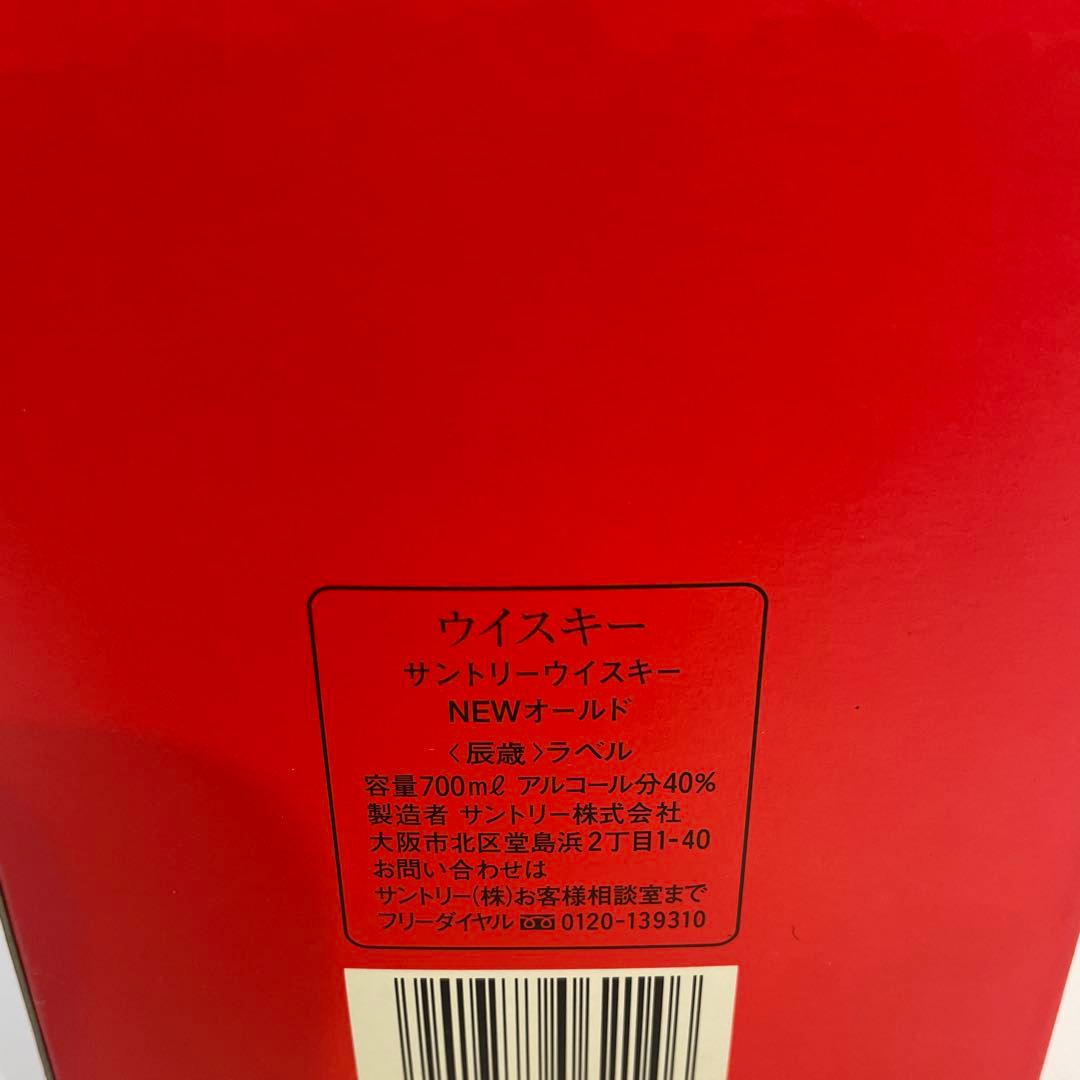 ウイスキー
サントリーウイスキー
NEWオールド
〈辰歳〉ラベル
容量700mℓ アルコール分40%
製造者 サントリー株式会社
大阪市北区堂島浜2丁目1-40
お問い合わせは
サントリー(株)お客様相談室まで
フリーダイヤル 0120-139310